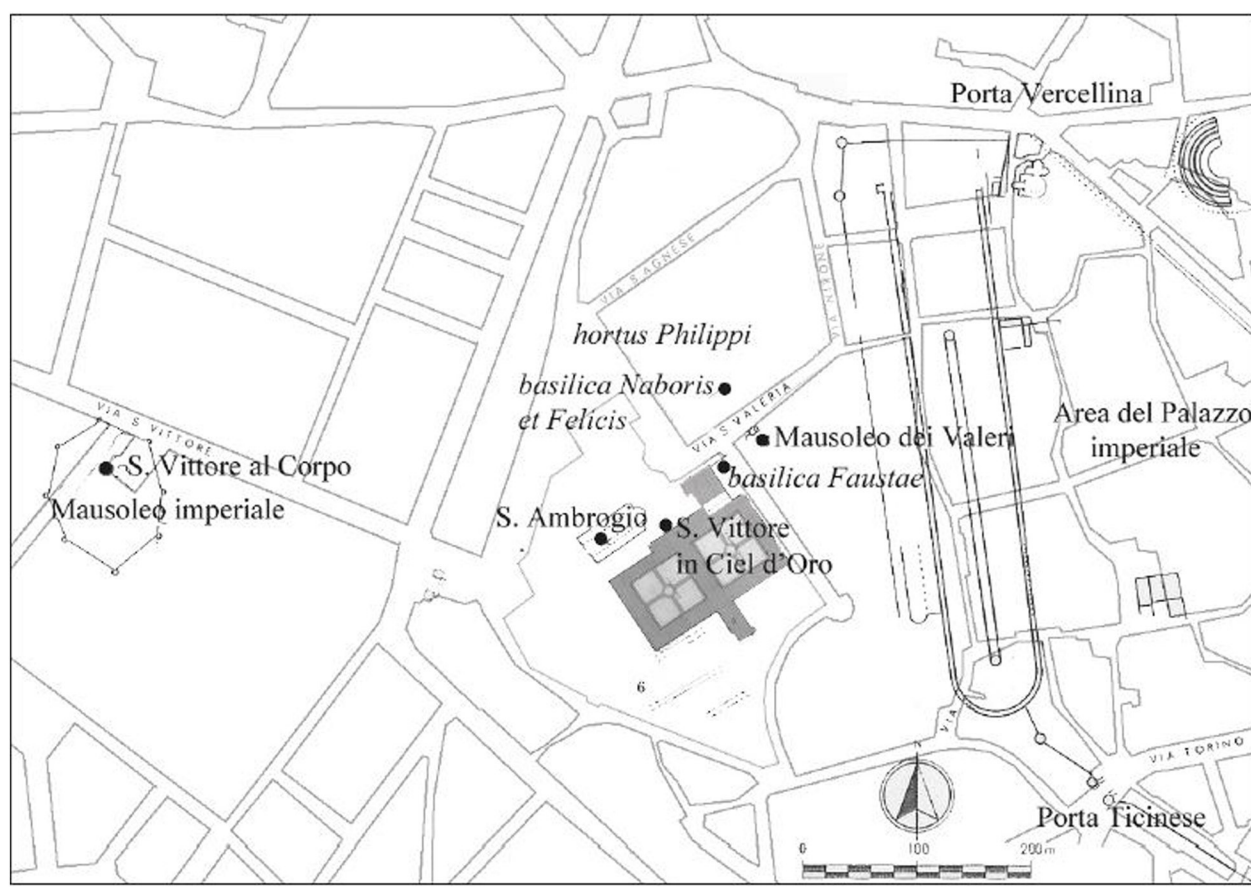 Porta Vercellina
1
VIA S AGNESE
VIA NIRONE
hortus Philippi
basilica Naboris
et Felicis
VIA S VALERIA
Area del Palazzo
imperiale
VIA S VITTORE
Mausoleo dei Valeri
S. Vittore al Corpo
basilica Faustae
Mausoleo imperiale
S. Ambrogio
S. Vittore
in Ciel d'Oro
6
VIA
N
VIA TORINO
Porta Ticinese
0 100 200 m